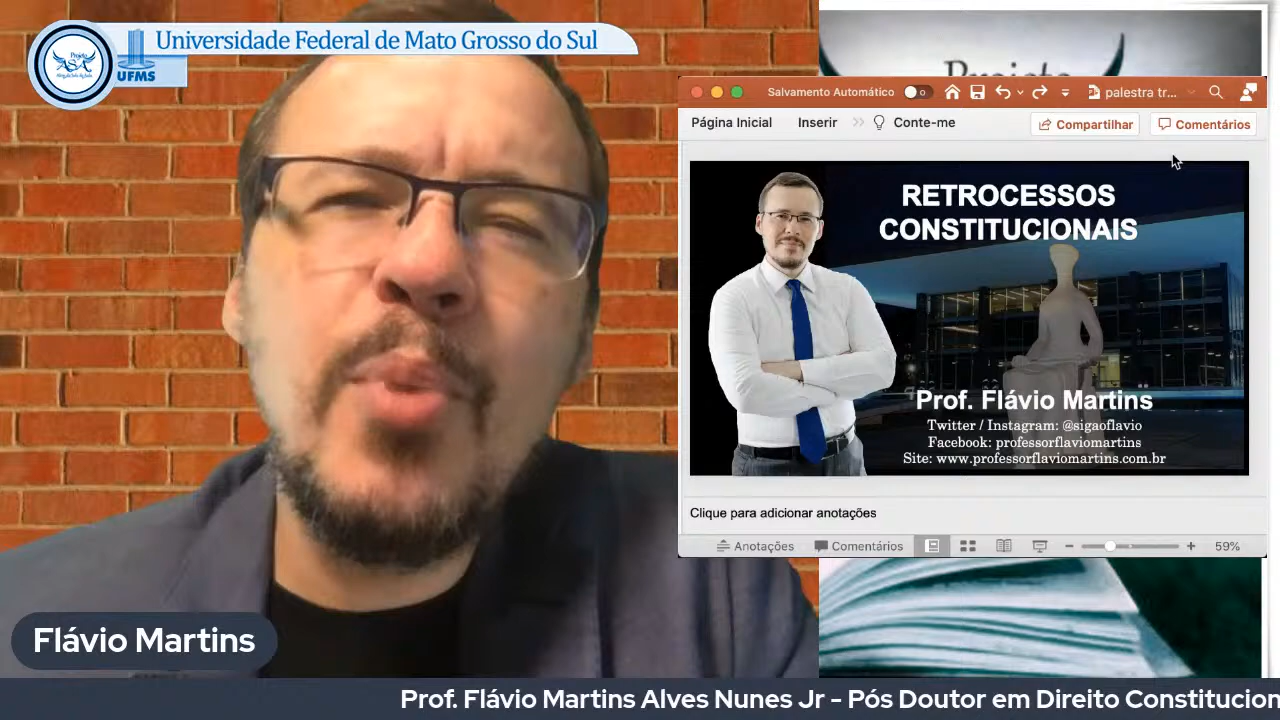 Universidade Federal de Mato Grosso do Sul
Projeto
UFMS
Projeto
Salvamento Automático
palestra tr...
Página Inicial
Inserir
Conte-me
Compartilhar
Comentários
RETROCESSOS
CONSTITUCIONAIS
Prof. Flávio Martins
Twitter / Instagram: @sigaoflavio
Facebook: professorflaviomartins
Site: www.professorflaviomartins.com.br
Clique para adicionar anotações
Anotações
Comentários
59%
Flávio Martins
Prof. Flávio Martins Alves Nunes Jr - Pós Doutor em Direito Constitucion